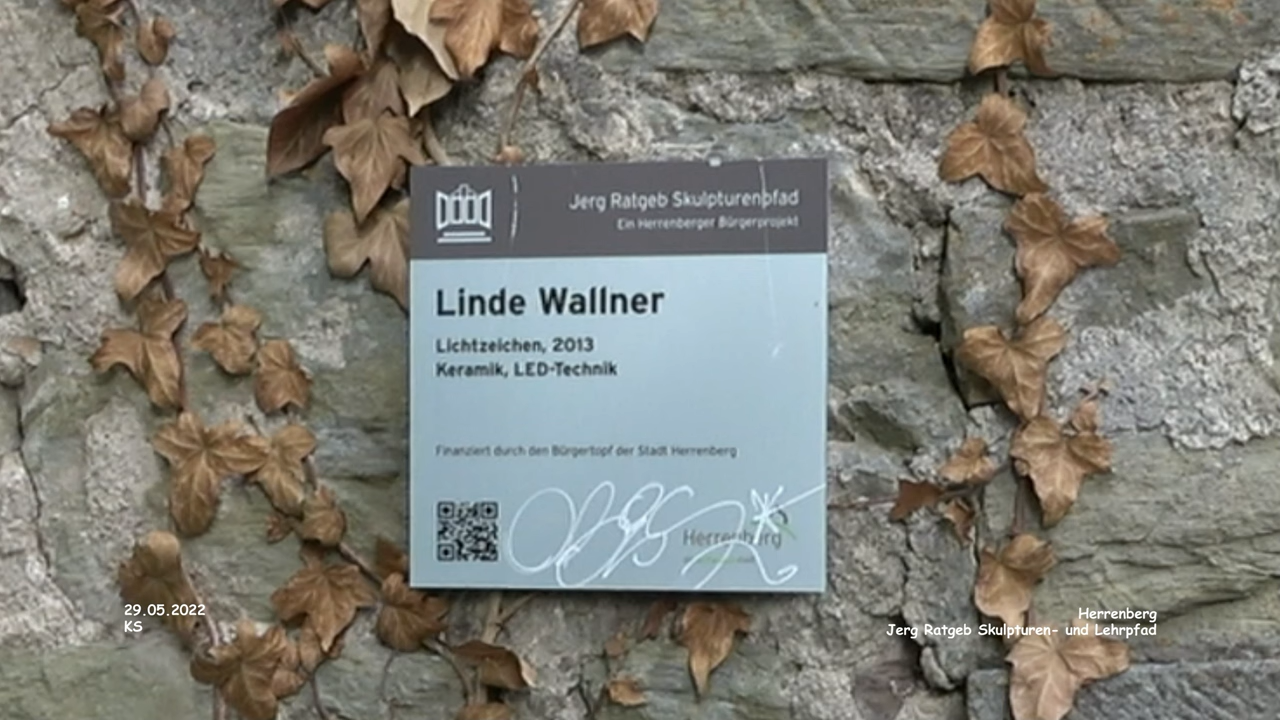 Jerg Ratgeb Skulpturenpfad
Ein Herrenberger Bürgerprojekt
Linde Wallner
Lichtzeichen, 2013
Keramik, LED-Technik
Finanziert durch den Bürgertopf der Stadt Herrenberg
Herrenberg
29.05.2022
KS
Herrenberg
Jerg Ratgeb Skulpturen- und Lehrpfad